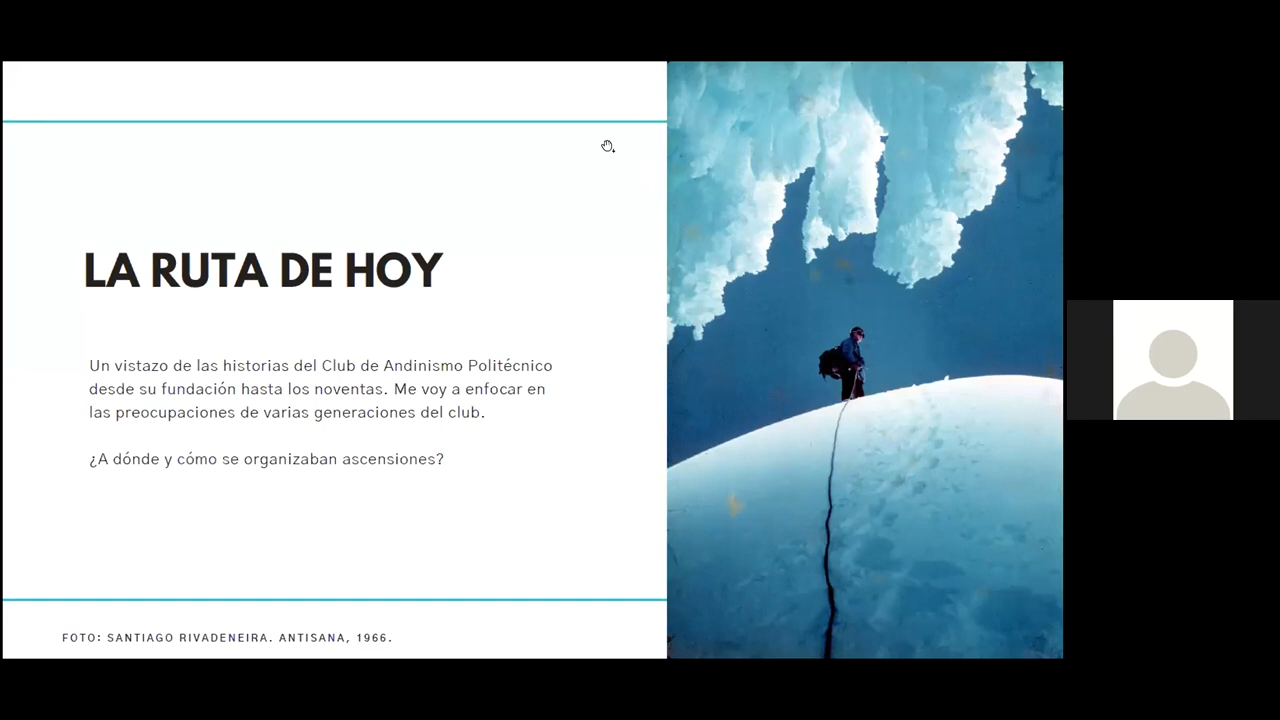 LA RUTA DE HOY
Un vistazo de las historias del Club de Andinismo Politécnico
desde su fundación hasta los noventas. Me voy a enfocar en
las preocupaciones de varias generaciones del club.
¿A dónde y cómo se organizaban ascensiones?
FOTO: SANTIAGO RIVADENEIRA. ANTISANA, 1966.